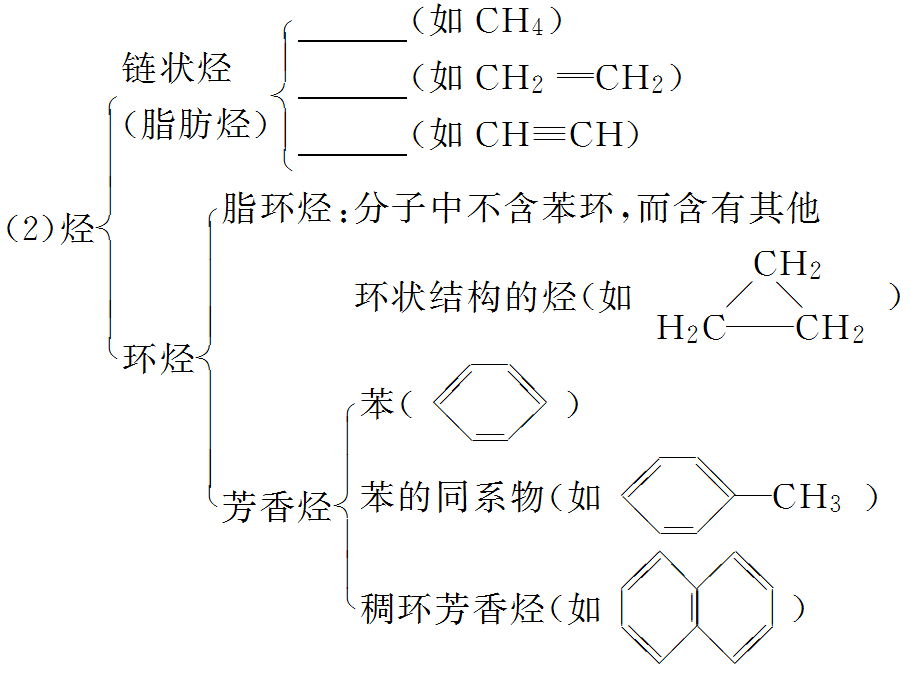 (2)烃
链状烃
(脂肪烃)
______(如 CH4)
______(如 CH2═CH2)
______(如 CH≡CH)
环烃
脂环烃:分子中不含苯环,而含有其他
环状结构的烃(如 CH2 H2C CH2 )
芳香烃
苯( )
苯的同系物(如 CH3 )
稠环芳香烃(如 )